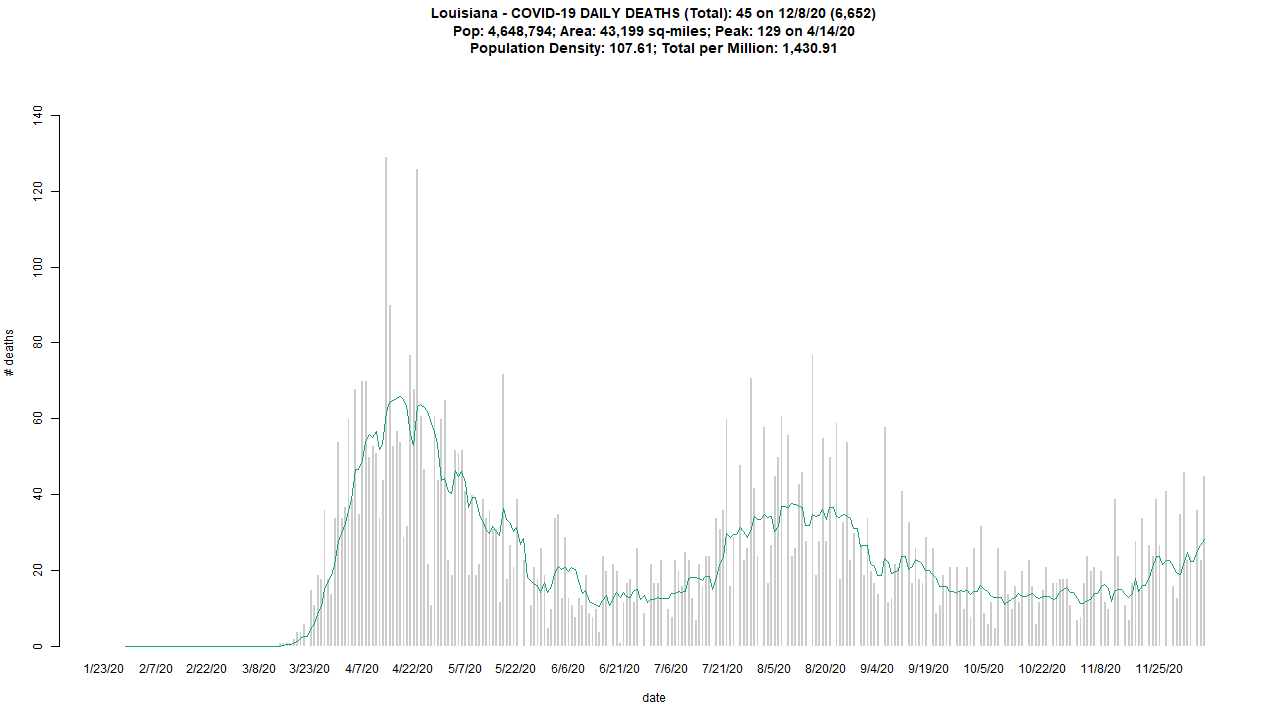 Louisiana - COVID-19 DAILY DEATHS (Total): 45 on 12/8/20 (6,652)
Pop: 4,648,794; Area: 43,199 sq-miles; Peak: 129 on 4/14/20
Population Density: 107.61; Total per Million: 1,430.91
140
120
100
80
60
40
20
0
# deaths
1/23/20 2/7/20 2/22/20 3/8/20 3/23/20 4/7/20 4/22/20 5/7/20 5/22/20 6/6/20 6/21/20 7/6/20 7/21/20 8/5/20 8/20/20 9/4/20 9/19/20 10/5/20 10/22/20 11/8/20 11/25/20
date